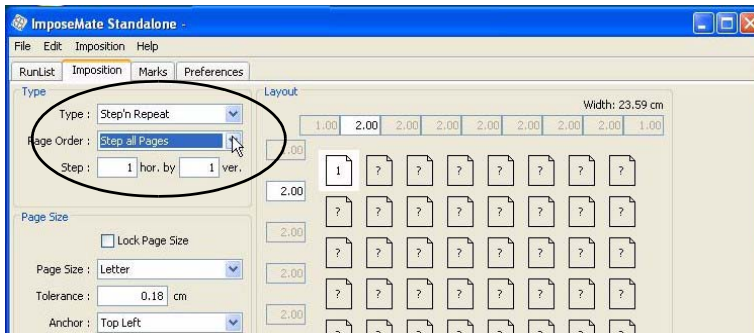 ImposeMate Standalone -
File Edit Imposition Help
RunList Imposition Marks Preferences
Type
Type : Step'n Repeat
Page Order : Step all Pages
Step : 1 hor. by 1 ver.
Page Size
Lock Page Size
Page Size : Letter
Tolerance : 0.18 cm
Anchor : Top Left
Layout
Width: 23.59 cm
1.00 2.00 2.00 2.00 2.00 2.00 2.00 2.00 1.00
2.00
2.00
2.00
2.00
1 ? ? ? ? ? ? ?
? ? ? ? ? ? ? ?
? ? ? ? ? ? ? ?
? ? ? ? ? ? ? ?